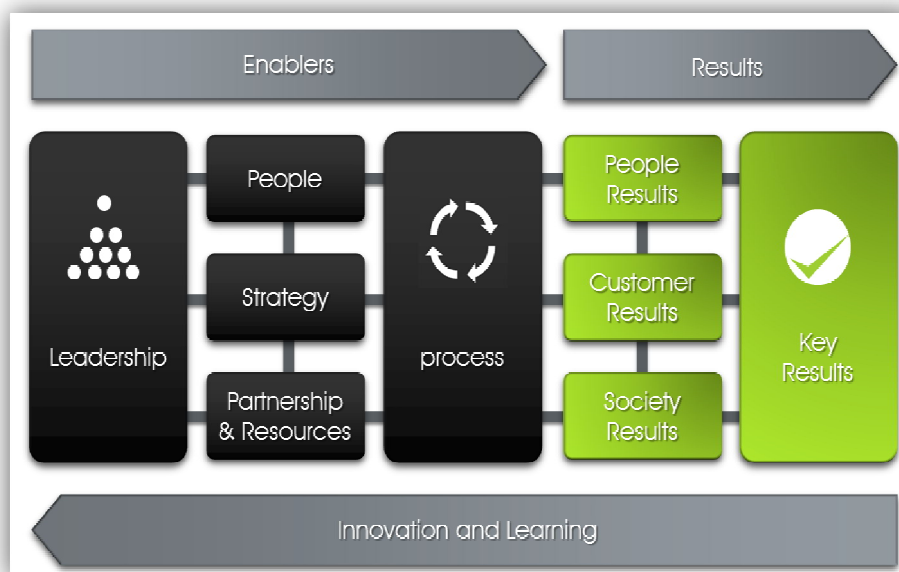 Enablers
Results
Leadership
People
Strategy
Partnership
& Resources
process
People
Results
Customer
Results
Society
Results
Key
Results
Innovation and Learning